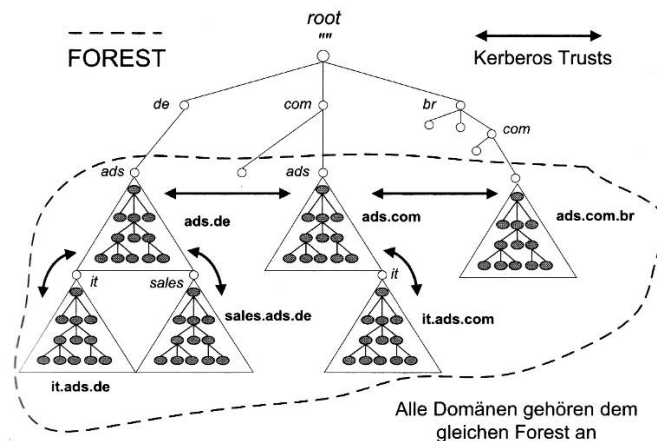 root
""
FOREST
Kerberos Trusts
de
com
br
com
ads
ads
ads.de
ads.com
ads.com.br
it
sales
it
sales.ads.de
it.ads.com
it.ads.de
Alle Domänen gehören dem
gleichen Forest an